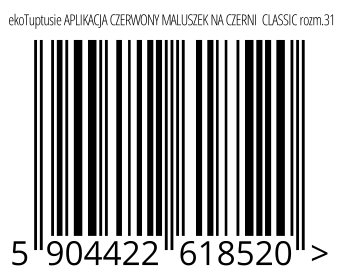 ekoTuptusie APLIKACJA CZERWONY MALUSZEK NA CZERNI  CLASSIC rozm.31
5 904422 618520 >